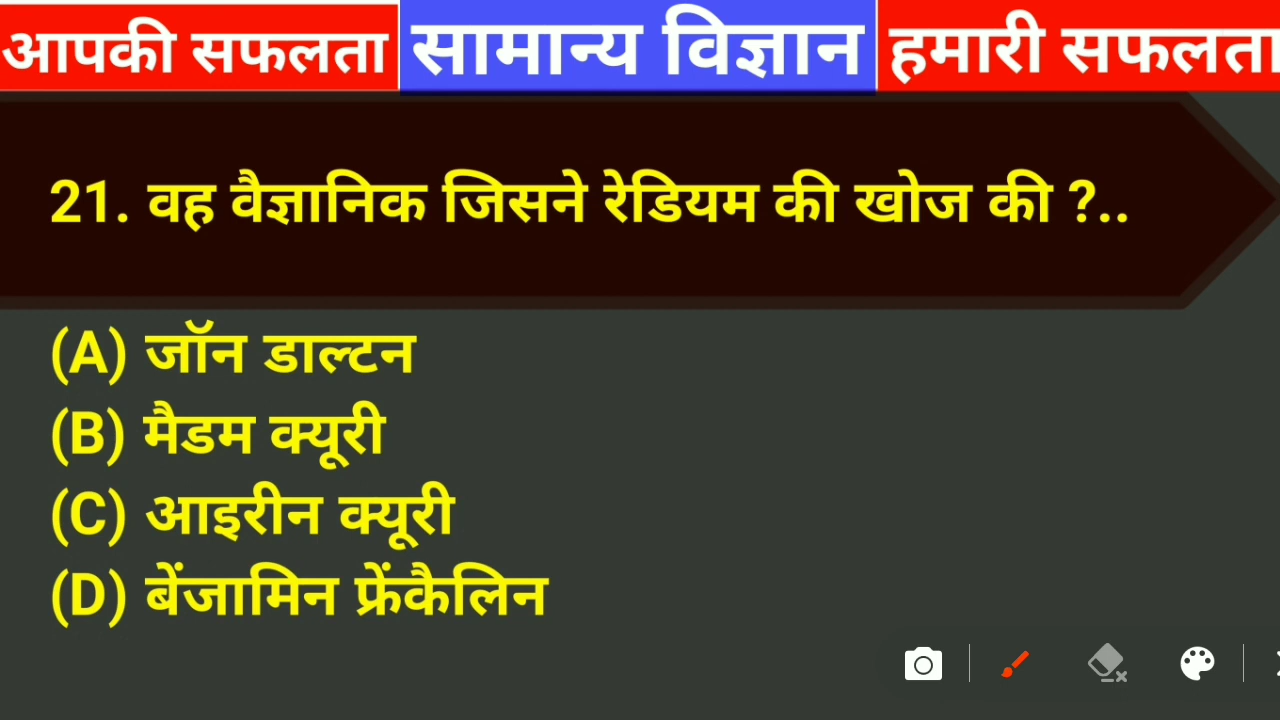 आपकी सफलता सामान्य विज्ञान हमारी सफलता
21. वह वैज्ञानिक जिसने रेडियम की खोज की ?..
(A) जॉन डाल्टन
(B) मैडम क्यूरी
(C) आइरीन क्यूरी
(D) बेंजामिन फ्रेंकैलिन